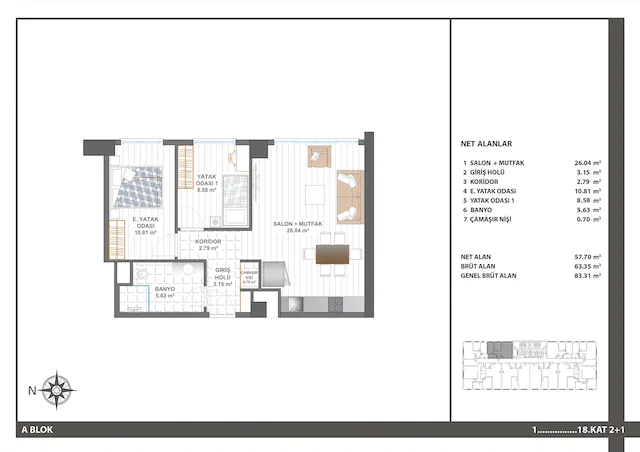 YATAK
ODASI 1
8.58 m²
E. YATAK
ODASI
10.81 m²
SALON + MUTFAK
26.04 m²
KORİDOR
2.79 m²
GİRİŞ
HOLÜ
3.15 m²
ÇAMAŞIR
NİŞİ
0.70 m²
BANYO
5.63 m²
N
NET ALANLAR
1 SALON + MUTFAK 26.04 m²
2 GİRİŞ HOLÜ 3.15 m²
3 KORİDOR 2.79 m²
4 E. YATAK ODASI 10.81 m²
5 YATAK ODASI 1 8.58 m²
6 BANYO 5.63 m²
7 ÇAMAŞIR NİŞİ 0.70 m²
NET ALAN 57.70 m²
BRÜT ALAN 63.35 m²
GENEL BRÜT ALAN 83.31 m²
A BLOK
1................18.KAT 2+1